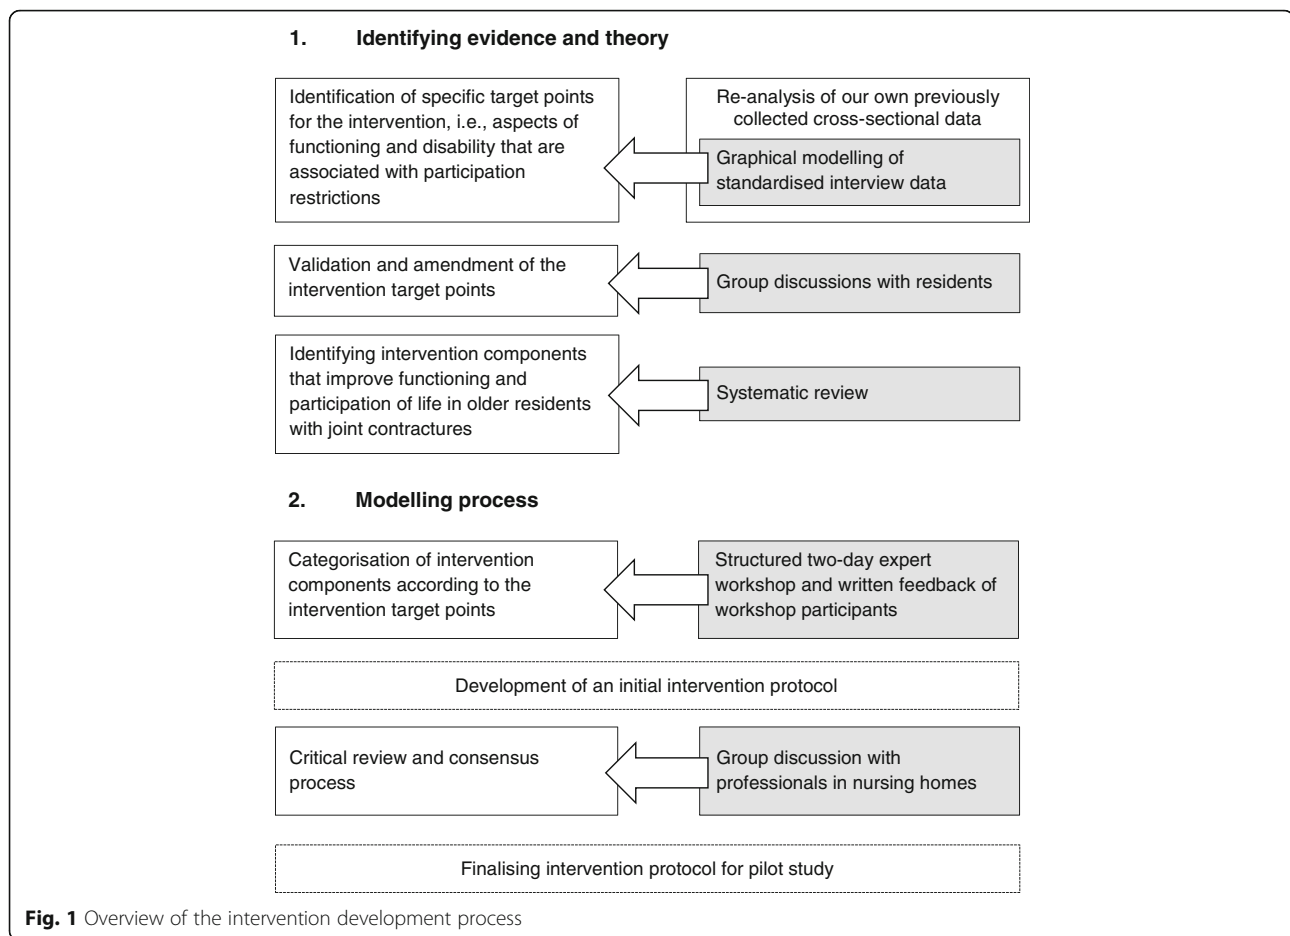 1. Identifying evidence and theory
Identification of specific target points
for the intervention, i.e., aspects of
functioning and disability that are
associated with participation
restrictions
Re-analysis of our own previously
collected cross-sectional data
Graphical modelling of
standardised interview data
Validation and amendment of the
intervention target points
Group discussions with residents
Identifying intervention components
that improve functioning and
participation of life in older residents
with joint contractures
Systematic review
2. Modelling process
Categorisation of intervention
components according to the
intervention target points
Structured two-day expert
workshop and written feedback of
workshop participants
Development of an initial intervention protocol
Critical review and consensus
process
Group discussion with
professionals in nursing homes
Finalising intervention protocol for pilot study
Fig. 1 Overview of the intervention development process